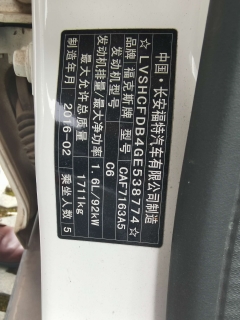 中国·长安福特汽车有限公司制造
☆LVSHCFDB4GE538774☆
品牌 福克斯牌 型号 CAF7163A5
发动机型号 C6
发动机排量/最大净功率 1.6L/92kW
最大允许总质量 1711kg
制造年月 2016-02 乘坐人数 5